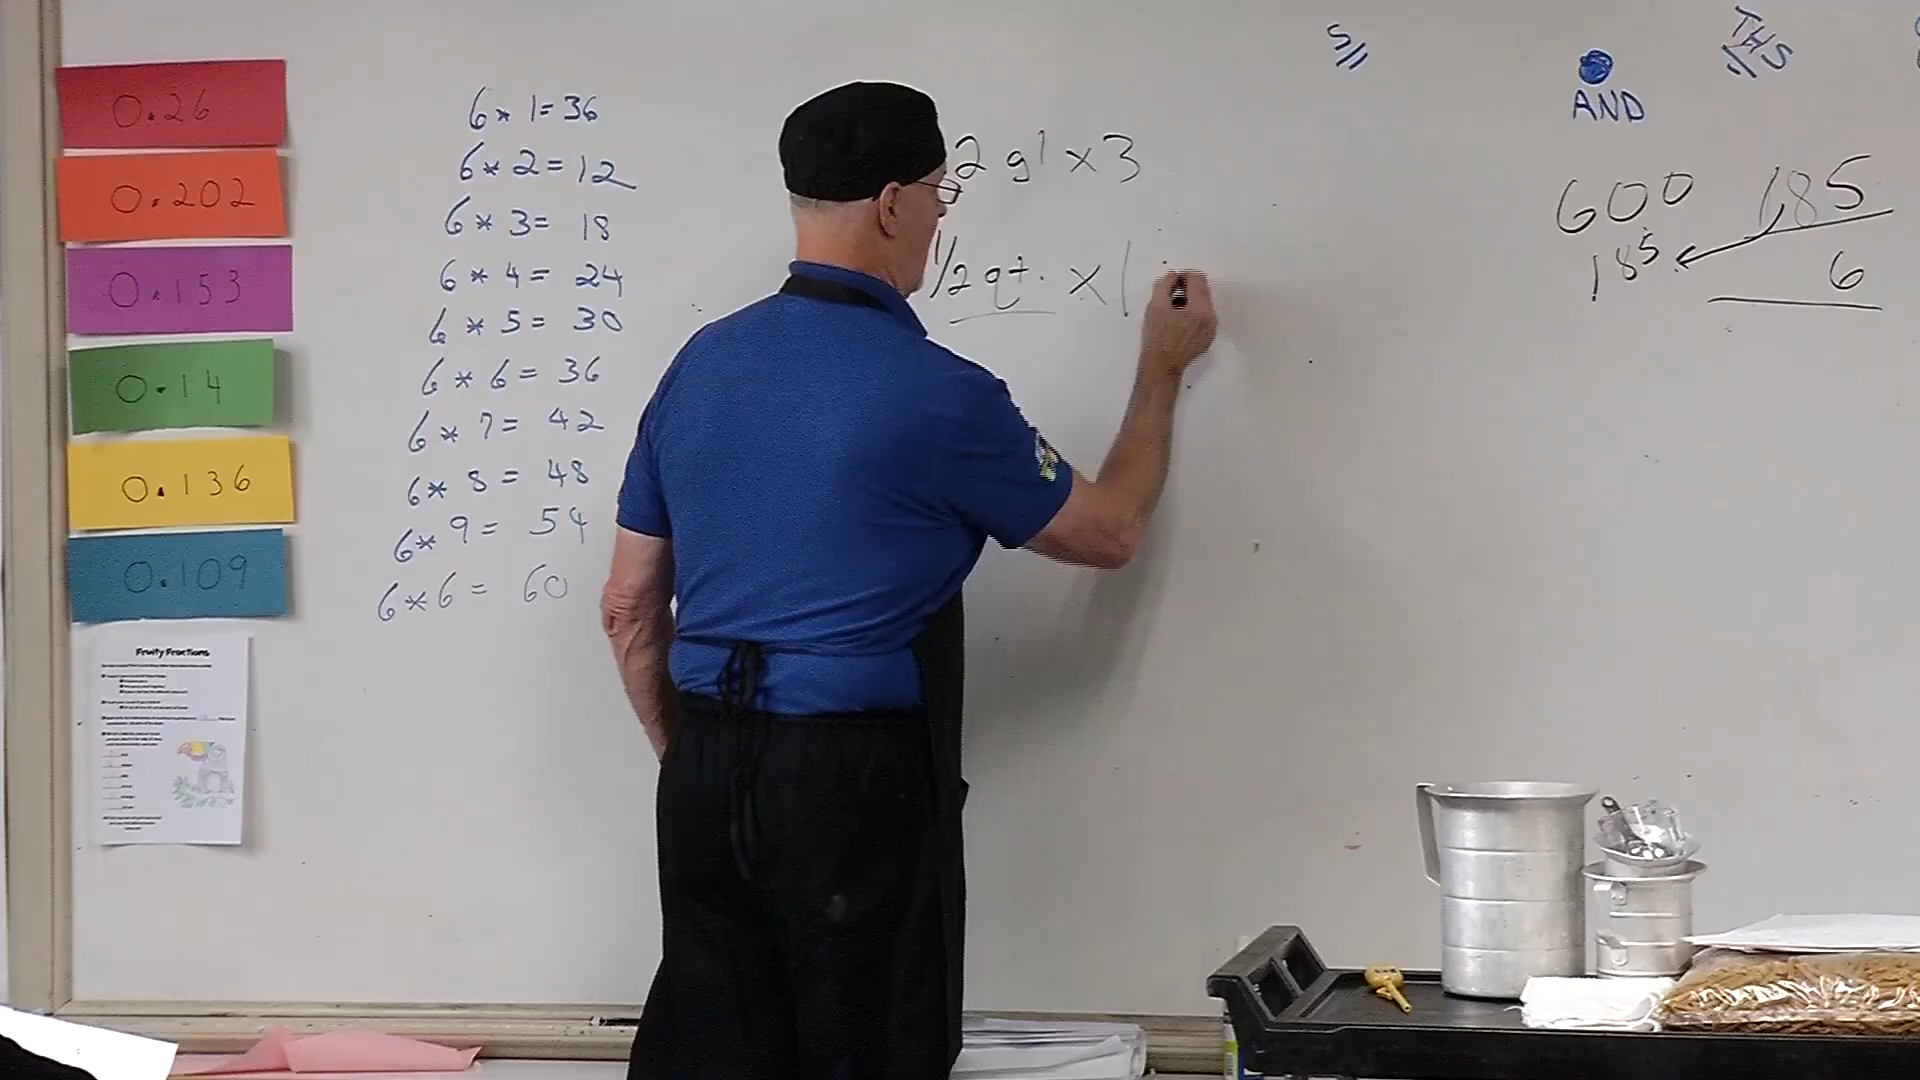 0.26
0.202
0.153
0.14
0.136
0.109
Fruity Fractions
6 * 1 = 36
6 * 2 = 12
6 * 3 = 18
6 * 4 = 24
6 * 5 = 30
6 * 6 = 36
6 * 7 = 42
6 * 8 = 48
6 * 9 = 54
6 * 6 = 60
2 gl x 3
1/2 qt. x 1
S
AND
THS
600 185
185 6